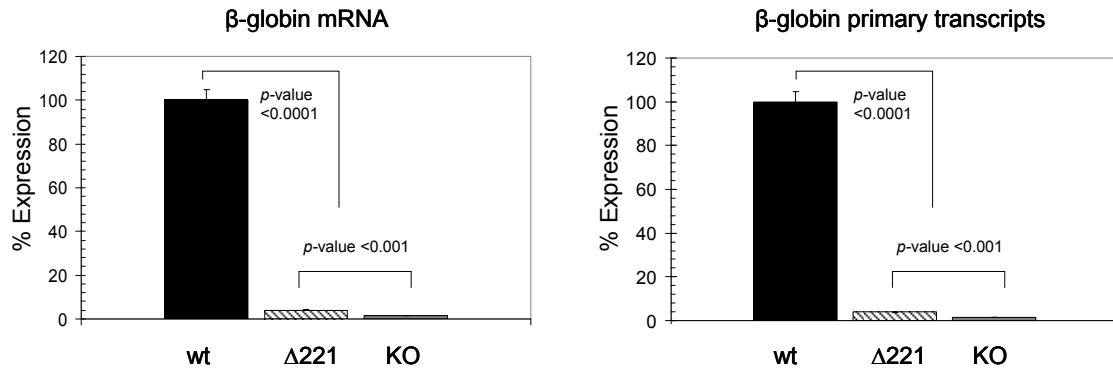 β-globin mRNA
% Expression
120
100
80
60
40
20
0
p-value
<0.0001
p-value <0.001
wt Δ221 KO
β-globin primary transcripts
% Expression
120
100
80
60
40
20
0
p-value
<0.0001
p-value <0.001
wt Δ221 KO